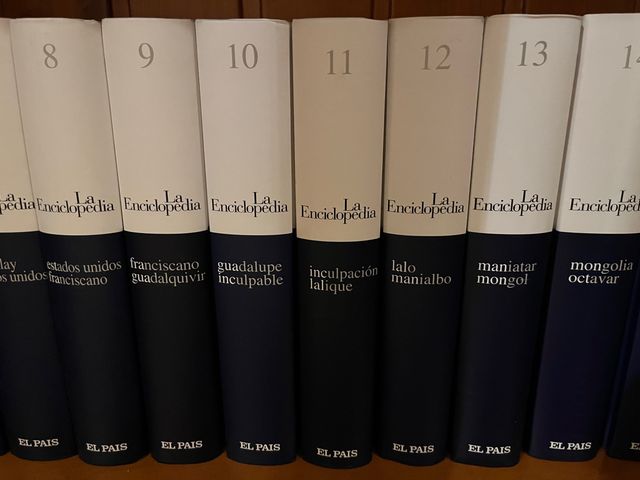 8
La
Enciclopedia
estados unidos
franciscano
EL PAIS
9
La
Enciclopedia
franciscano
guadalquivir
EL PAIS
10
La
Enciclopedia
guadalupe
inculpable
EL PAIS
11
La
Enciclopedia
inculpación
lalique
EL PAIS
12
La
Enciclopedia
lalo
manialbo
EL PAIS
13
La
Enciclopedia
maniatar
mongol
EL PAIS
14
La
mongolia
octavar
EL PAIS